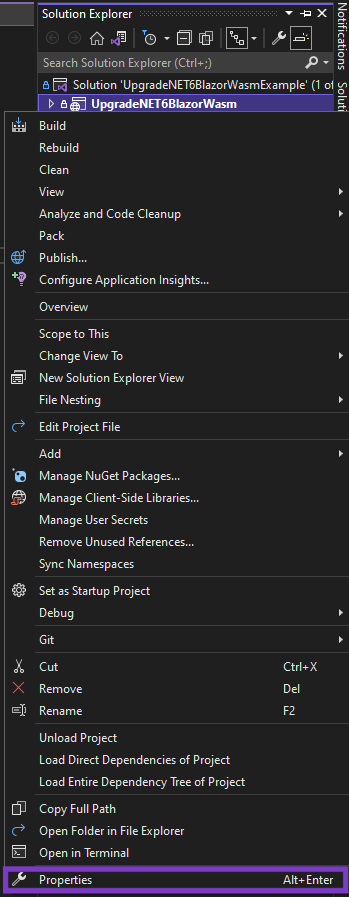 Solution Explorer
Notifications
Search Solution Explorer (Ctrl+;)
Solution 'UpgradeNET6BlazorWasmExample' (1 of
UpgradeNET6BlazorWasm
Build
Rebuild
Clean
View
Analyze and Code Cleanup
Pack
Publish...
Configure Application Insights...
Overview
Scope to This
Change View To
New Solution Explorer View
File Nesting
Edit Project File
Add
Manage NuGet Packages...
Manage Client-Side Libraries...
Manage User Secrets
Remove Unused References...
Sync Namespaces
Set as Startup Project
Debug
Git
Cut Ctrl+X
Remove Del
Rename F2
Unload Project
Load Direct Dependencies of Project
Load Entire Dependency Tree of Project
Copy Full Path
Open Folder in File Explorer
Open in Terminal
Properties Alt+Enter